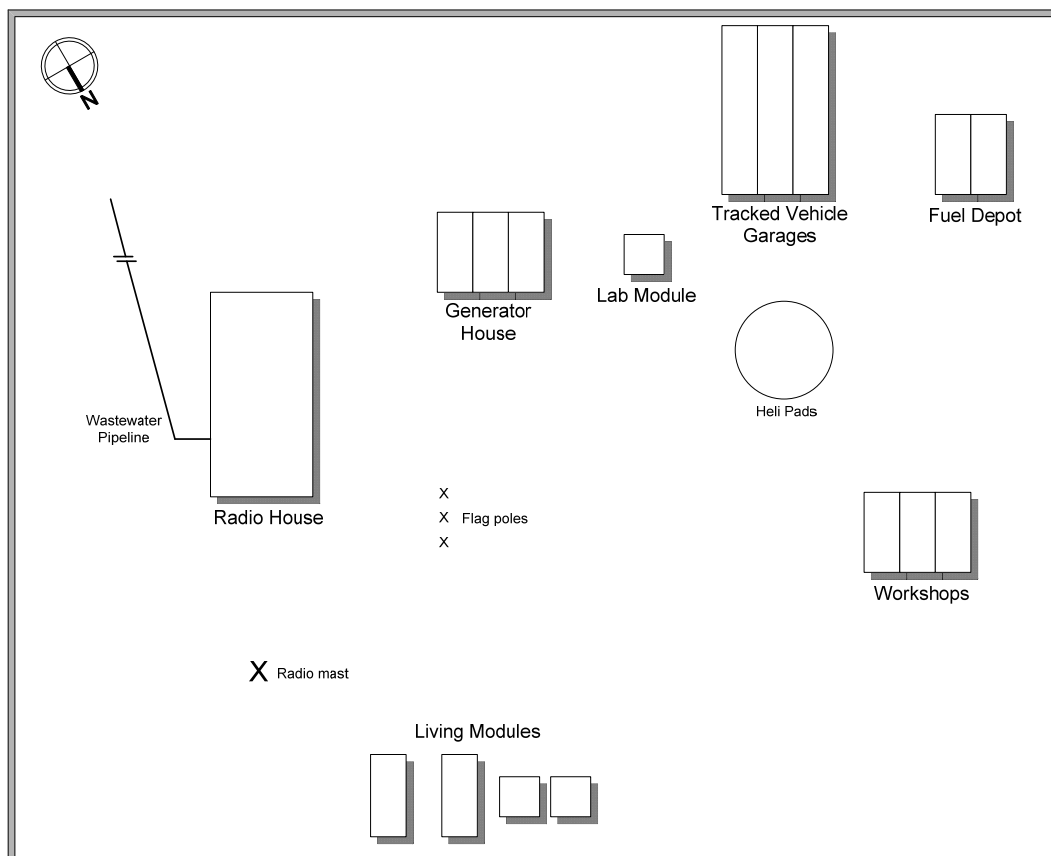 N
Tracked Vehicle
Garages
Fuel Depot
Generator
House
Lab Module
Heli Pads
Wastewater
Pipeline
Radio House
X
X Flag poles
X
Workshops
X Radio mast
Living Modules